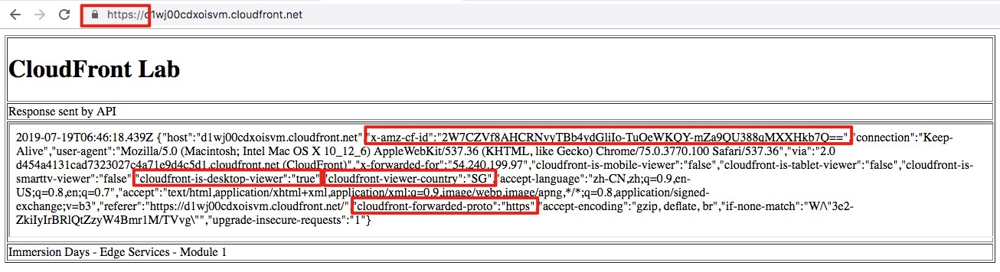 https://d1wj00cdxoisvm.cloudfront.net
CloudFront Lab
Response sent by API
2019-07-19T06:46:18.439Z {"host":"d1wj00cdxoisvm.cloudfront.net","x-amz-cf-id":"2W7CZVf8AHCRNvyTBb4ydGliIo-TuOeWKQY-mZa9QU388qMXXHkb7Q==","connection":"Keep-
Alive","user-agent":"Mozilla/5.0 (Macintosh; Intel Mac OS X 10_12_6) AppleWebKit/537.36 (KHTML, like Gecko) Chrome/75.0.3770.100 Safari/537.36","via":"2.0
d454a4131cad7323027c4a71e9d4c5d1.cloudfront.net (CloudFront)","x-forwarded-for":"54.240.199.97","cloudfront-is-mobile-viewer":"false","cloudfront-is-tablet-viewer":"false","cloudfront-is-
smarttv-viewer":"false","cloudfront-is-desktop-viewer":"true","cloudfront-viewer-country":"SG","accept-language":"zh-CN,zh;q=0.9,en-
US;q=0.8,en;q=0.7","accept":"text/html,application/xhtml+xml,application/xml;q=0.9,image/webp,image/apng,*/*;q=0.8,application/signed-
exchange;v=b3","referer":"https://d1wj00cdxoisvm.cloudfront.net/","cloudfront-forwarded-proto":"https","accept-encoding":"gzip, deflate, br","if-none-match":"W/\"3e2-
ZkiIyIrBRlQtZzyW4Bmr1M/TVvg\"","upgrade-insecure-requests":"1"}
Immersion Days - Edge Services - Module 1